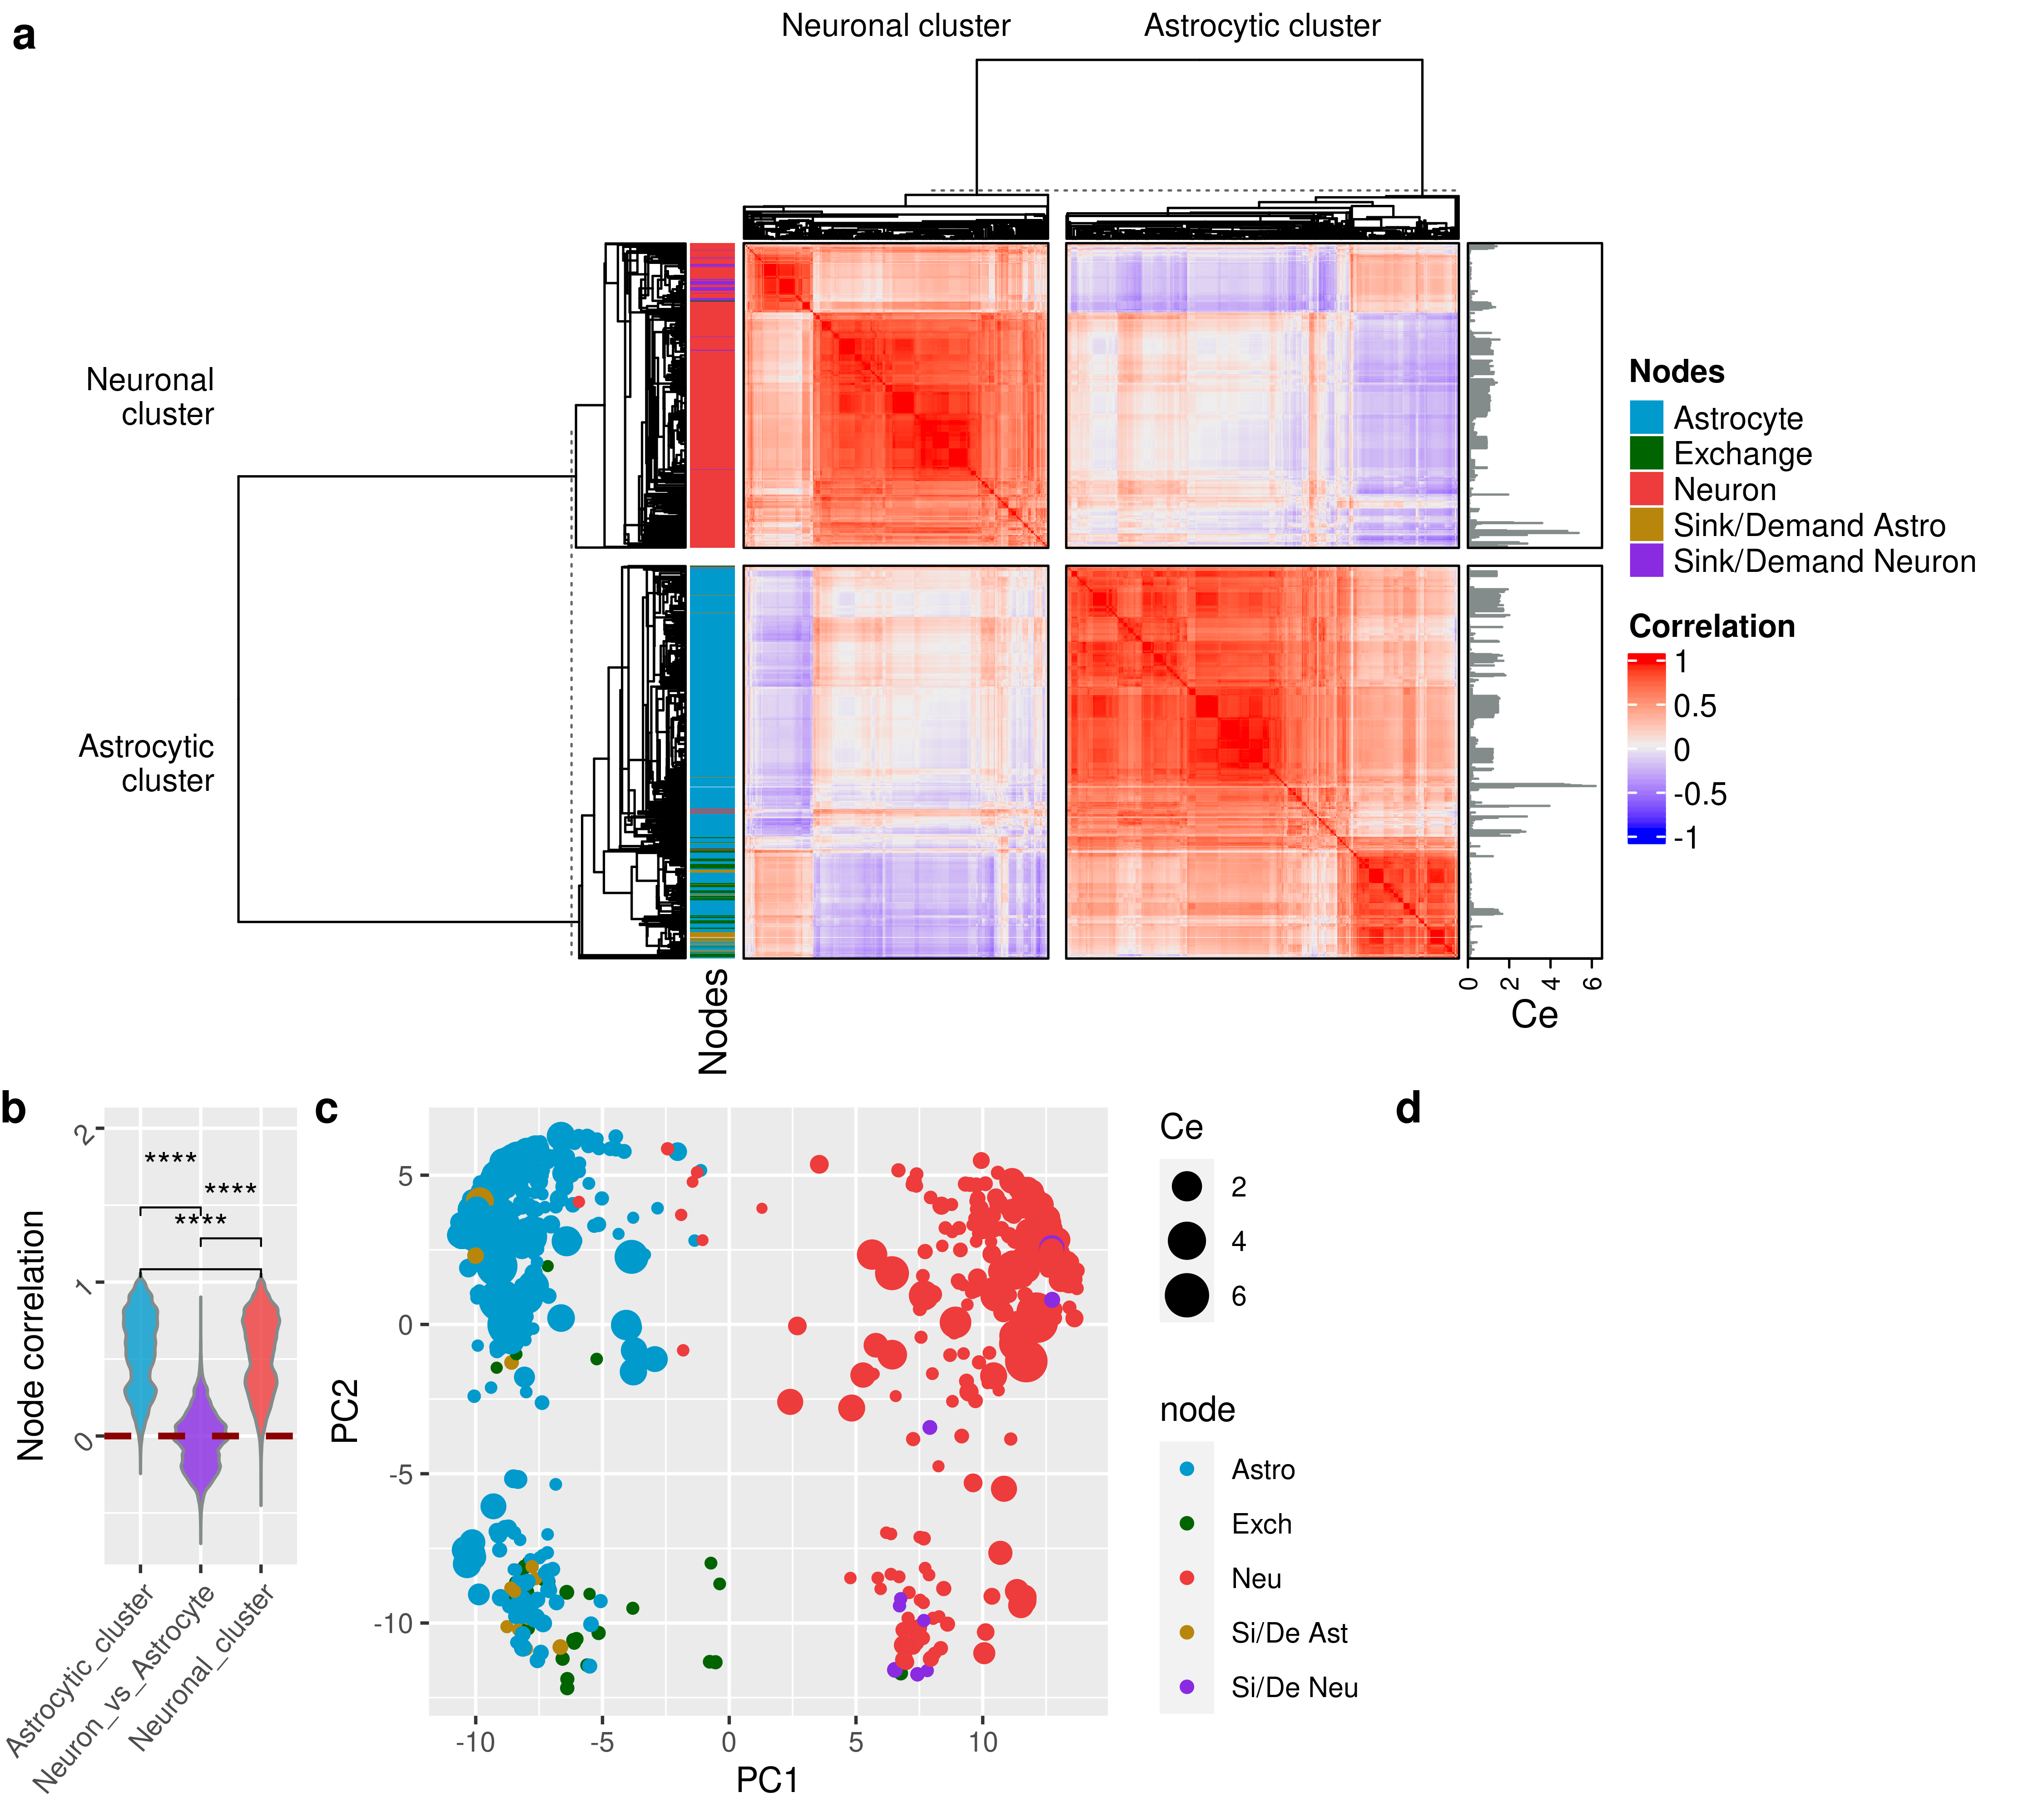 a
Neuronal cluster
Astrocytic cluster
Neuronal
cluster
Astrocytic
cluster
Nodes
Astrocyte
Exchange
Neuron
Sink/Demand Astro
Sink/Demand Neuron
Correlation
1
0.5
0
-0.5
-1
0
2
4
6
Ce
Nodes
b
2
1
0
Node correlation
****
****
****
Astrocytic_cluster
Neuron_vs_Astrocyte
Neuronal_cluster
c
5
0
-5
-10
PC2
-10
-5
0
5
10
PC1
Ce
2
4
6
node
Astro
Exch
Neu
Si/De Ast
Si/De Neu
d